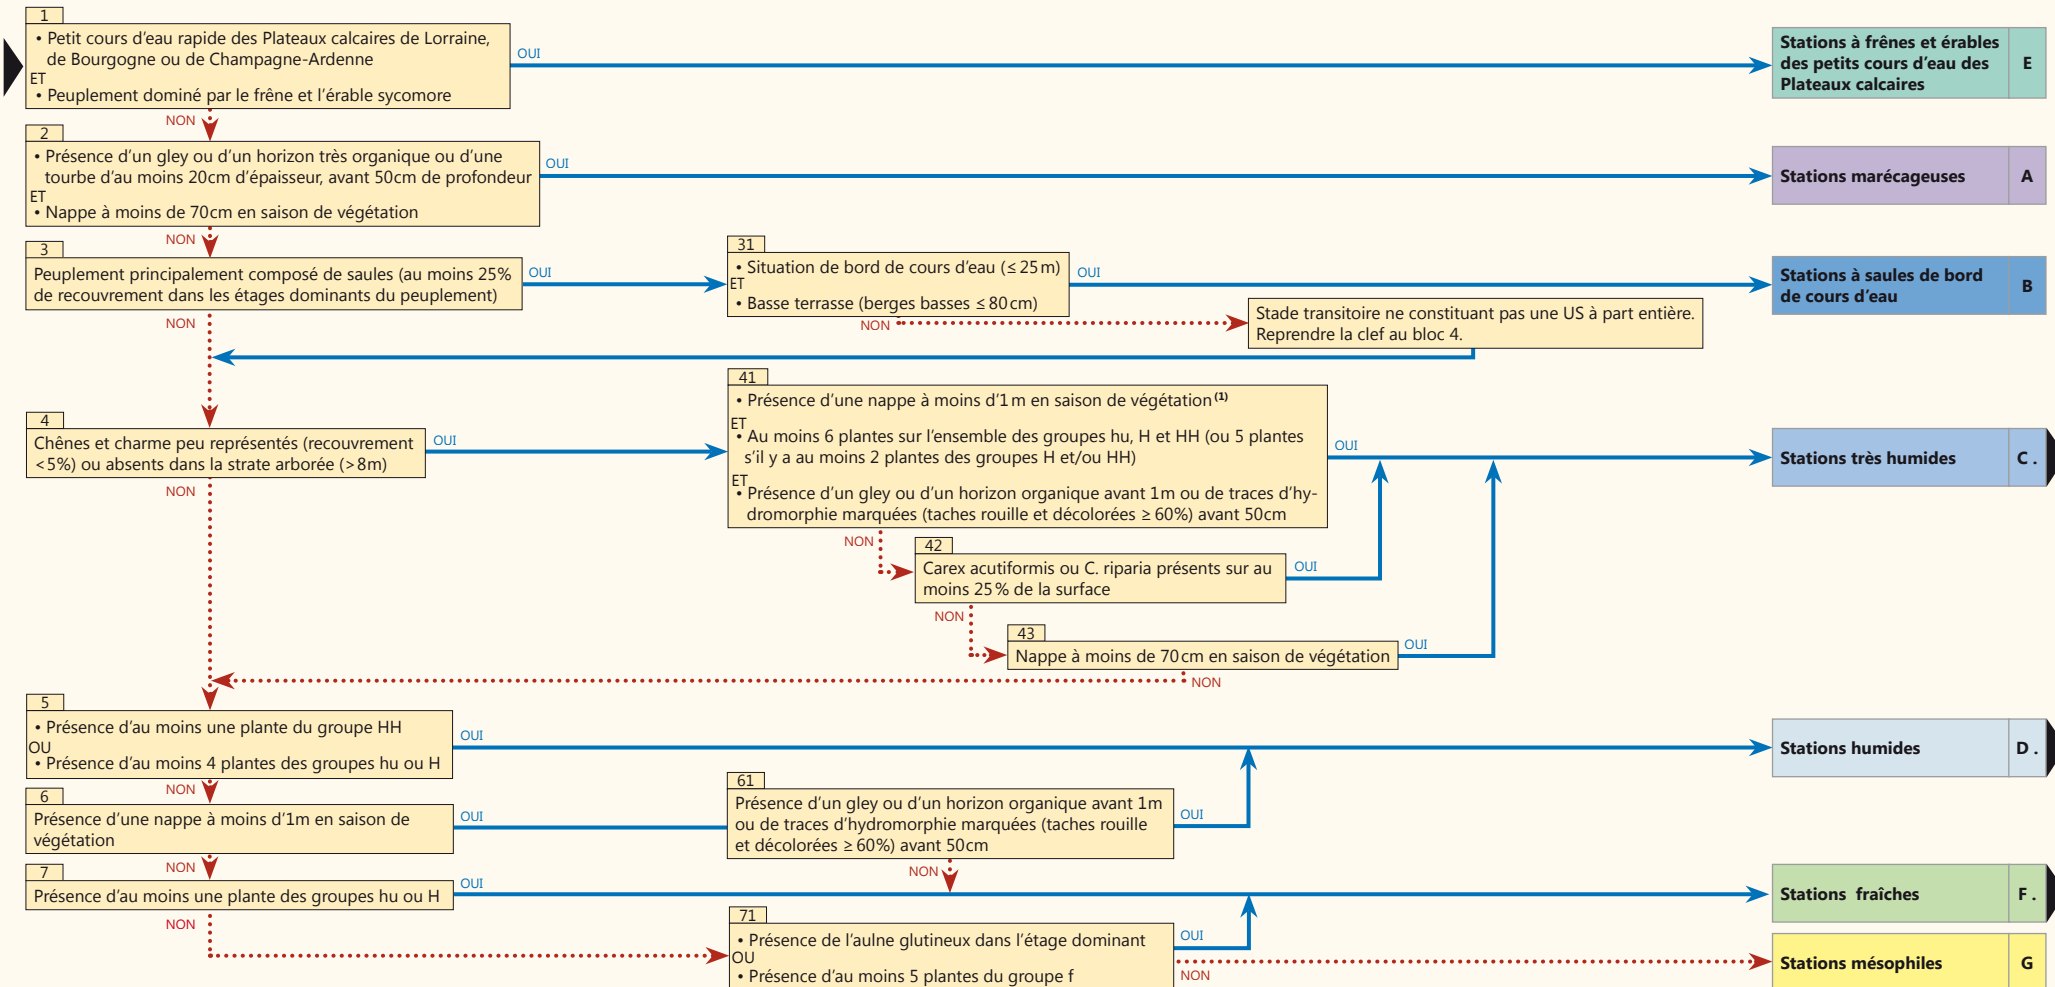 1
• Petit cours d'eau rapide des Plateaux calcaires de Lorraine,
de Bourgogne ou de Champagne-Ardenne
ET
• Peuplement dominé par le frêne et l'érable sycomore
OUI
Stations à frênes et érables
des petits cours d'eau des
Plateaux calcaires
E
NON
2
• Présence d'un gley ou d'un horizon très organique ou d'une
tourbe d'au moins 20cm d'épaisseur, avant 50cm de profondeur
ET
• Nappe à moins de 70cm en saison de végétation
OUI
Stations marécageuses
A
NON
3
Peuplement principalement composé de saules (au moins 25%
de recouvrement dans les étages dominants du peuplement)
OUI
31
• Situation de bord de cours d'eau (≤ 25m)
ET
• Basse terrasse (berges basses ≤ 80cm)
OUI
Stations à saules de bord
de cours d'eau
B
NON
NON
Stade transitoire ne constituant pas une US à part entière.
Reprendre la clef au bloc 4.
4
Chênes et charme peu représentés (recouvrement
<5%) ou absents dans la strate arborée (>8m)
OUI
41
• Présence d'une nappe à moins d'1m en saison de végétation(1)
ET
• Au moins 6 plantes sur l'ensemble des groupes hu, H et HH (ou 5 plantes
s'il y a au moins 2 plantes des groupes H et/ou HH)
ET
• Présence d'un gley ou d'un horizon organique avant 1m ou de traces d'hy-
dromorphie marquées (taches rouille et décolorées ≥ 60%) avant 50cm
OUI
Stations très humides
C .
NON
NON
42
Carex acutiformis ou C. riparia présents sur au
moins 25% de la surface
OUI
NON
43
Nappe à moins de 70cm en saison de végétation
OUI
NON
5
• Présence d'au moins une plante du groupe HH
OU
• Présence d'au moins 4 plantes des groupes hu ou H
OUI
Stations humides
D .
NON
6
Présence d'une nappe à moins d'1m en saison de
végétation
OUI
61
Présence d'un gley ou d'un horizon organique avant 1m
ou de traces d'hydromorphie marquées (taches rouille
et décolorées ≥ 60%) avant 50cm
OUI
NON
NON
7
Présence d'au moins une plante des groupes hu ou H
OUI
Stations fraîches
F .
NON
71
• Présence de l'aulne glutineux dans l'étage dominant
OU
• Présence d'au moins 5 plantes du groupe f
OUI
NON
Stations mésophiles
G